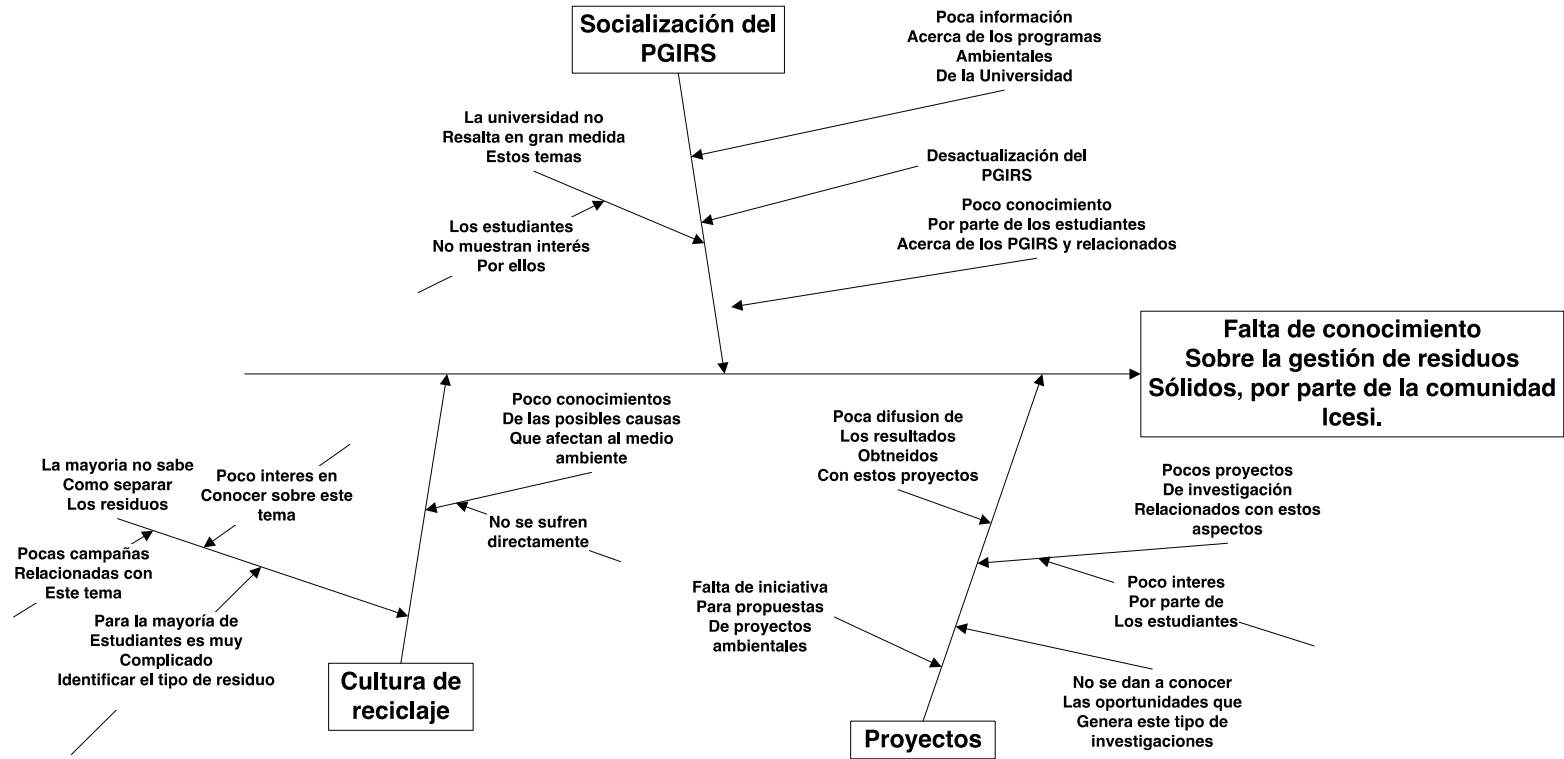 Socialización del
PGIRS
Poca información
Acerca de los programas
Ambientales
De la Universidad
La universidad no
Resalta en gran medida
Estos temas
Desactualización del
PGIRS
Los estudiantes
No muestran interés
Por ellos
Poco conocimiento
Por parte de los estudiantes
Acerca de los PGIRS y relacionados
Falta de conocimiento
Sobre la gestión de residuos
Sólidos, por parte de la comunidad
Icesi.
Poco conocimientos
De las posibles causas
Que afectan al medio
ambiente
No se sufren
directamente
La mayoria no sabe
Como separar
Los residuos
Poco interes en
Conocer sobre este
tema
Pocas campañas
Relacionadas con
Este tema
Para la mayoría de
Estudiantes es muy
Complicado
Identificar el tipo de residuo
Cultura de
reciclaje
Poca difusion de
Los resultados
Obtneidos
Con estos proyectos
Pocos proyectos
De investigación
Relacionados con estos
aspectos
Poco interes
Por parte de
Los estudiantes
Falta de iniciativa
Para propuestas
De proyectos
ambientales
No se dan a conocer
Las oportunidades que
Genera este tipo de
investigaciones
Proyectos